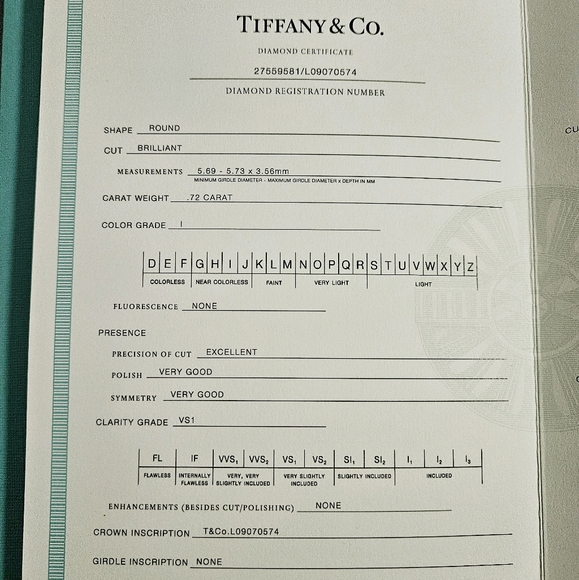 TIFFANY & CO.
DIAMOND CERTIFICATE
27559581/L09070574
DIAMOND REGISTRATION NUMBER
SHAPE ROUND
CUT BRILLIANT
MEASUREMENTS 5.69 - 5.73 x 3.56mm
MINIMUM GIRDLE DIAMETER - MAXIMUM GIRDLE DIAMETER x DEPTH IN MM
CARAT WEIGHT .72 CARAT
COLOR GRADE I
D E F G H I J K L M N O P Q R S T U V W X Y Z
COLORLESS NEAR COLORLESS FAINT VERY LIGHT LIGHT
FLUORESCENCE NONE
PRESENCE
PRECISION OF CUT EXCELLENT
POLISH VERY GOOD
SYMMETRY VERY GOOD
CLARITY GRADE VS1
FL IF VVS1 VVS2 VS1 VS2 SI1 SI2 I1 I2 I3
FLAWLESS INTERNALLY FLAWLESS VERY, VERY SLIGHTLY INCLUDED VERY SLIGHTLY INCLUDED SLIGHTLY INCLUDED INCLUDED
ENHANCEMENTS (BESIDES CUT/POLISHING) NONE
CROWN INSCRIPTION T&Co.L09070574
GIRDLE INSCRIPTION NONE